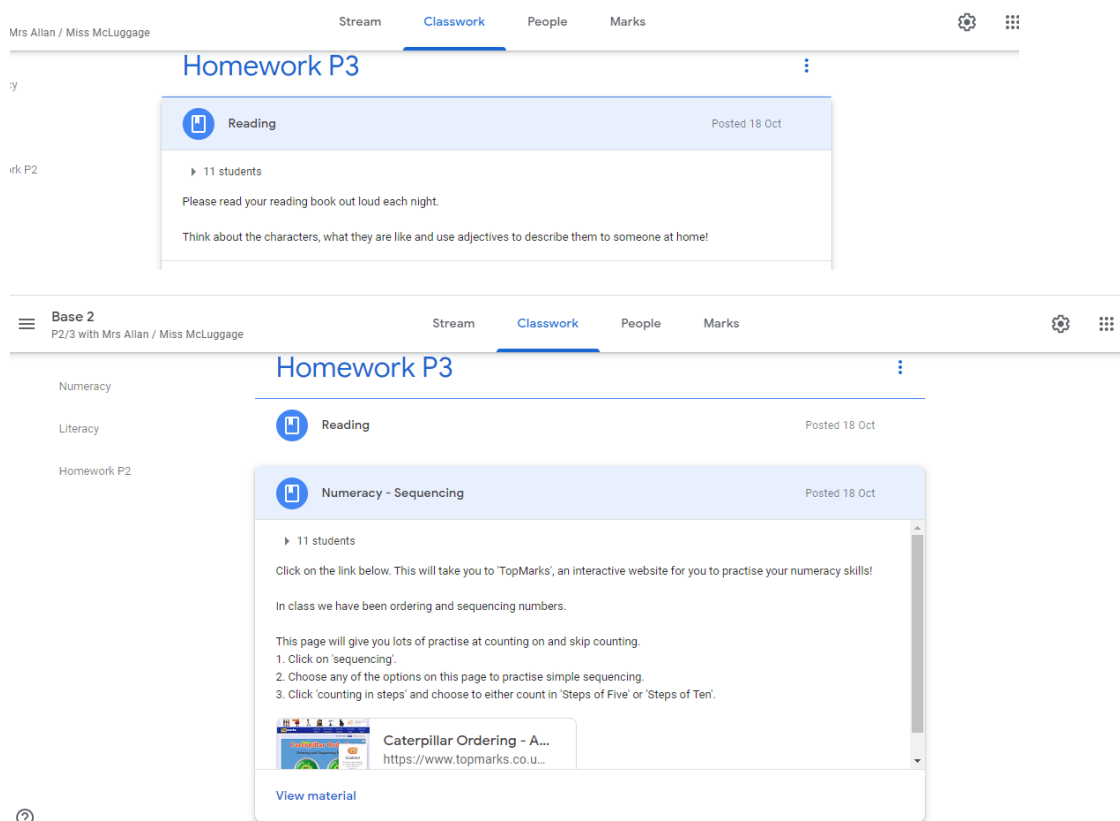 Stream Classwork People Marks
Mrs Allan / Miss McLuggage
Homework P3
cy
Reading Posted 18 Oct
11 students
rk P2
Please read your reading book out loud each night.
Think about the characters, what they are like and use adjectives to describe them to someone at home!
Base 2
P2/3 with Mrs Allan / Miss McLuggage
Stream Classwork People Marks
Homework P3
Numeracy
Literacy
Homework P2
Reading Posted 18 Oct
Numeracy - Sequencing Posted 18 Oct
11 students
Click on the link below. This will take you to 'TopMarks', an interactive website for you to practise your numeracy skills!
In class we have been ordering and sequencing numbers.
This page will give you lots of practise at counting on and skip counting.
1. Click on 'sequencing'.
2. Choose any of the options on this page to practise simple sequencing.
3. Click 'counting in steps' and choose to either count in 'Steps of Five' or 'Steps of Ten'.
Caterpillar Ordering - A...
https://www.topmarks.co.u...
View material